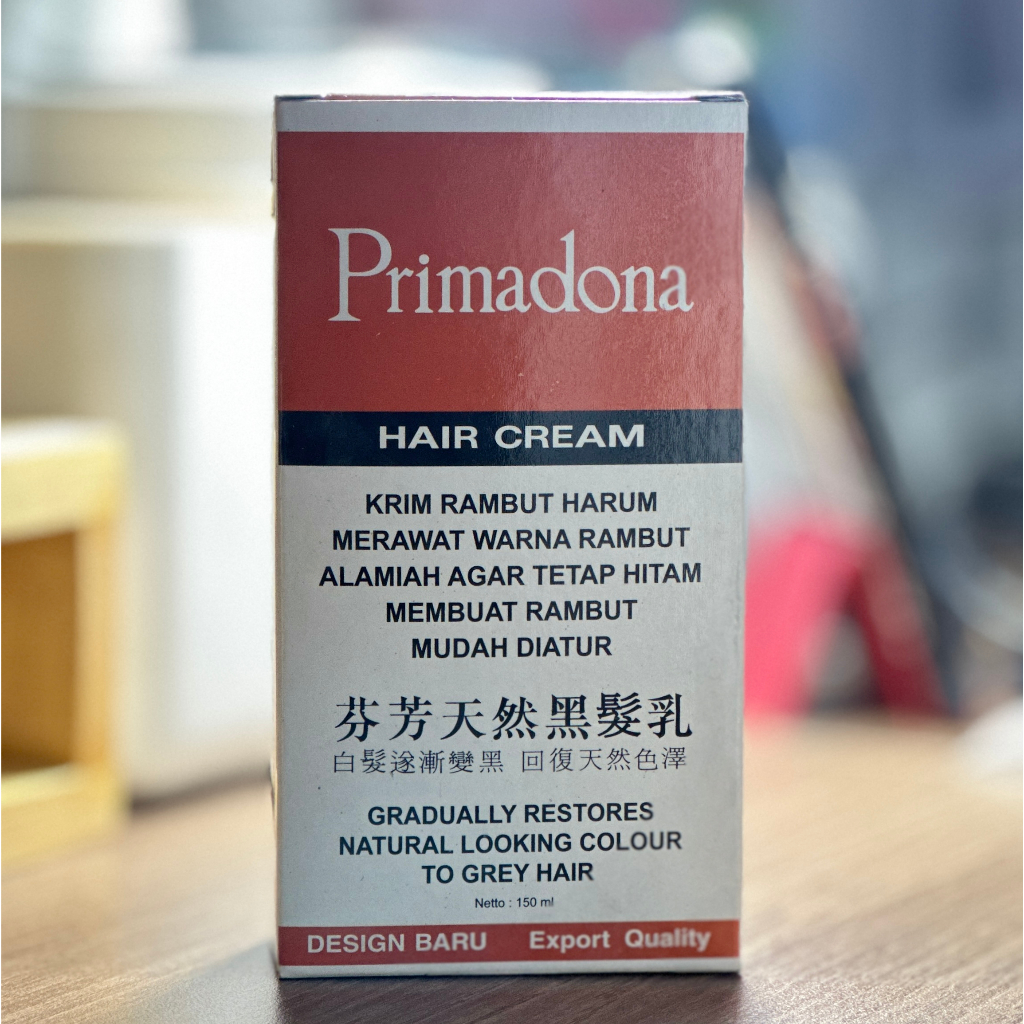 Primadona
HAIR CREAM
KRIM RAMBUT HARUM
MERAWAT WARNA RAMBUT
ALAMIAH AGAR TETAP HITAM
MEMBUAT RAMBUT
MUDAH DIATUR
芬芳天然黑髮乳
白髮遂漸變黑 回復天然色澤
GRADUALLY RESTORES
NATURAL LOOKING COLOUR
TO GREY HAIR
Netto : 150 ml
DESIGN BARU Export Quality